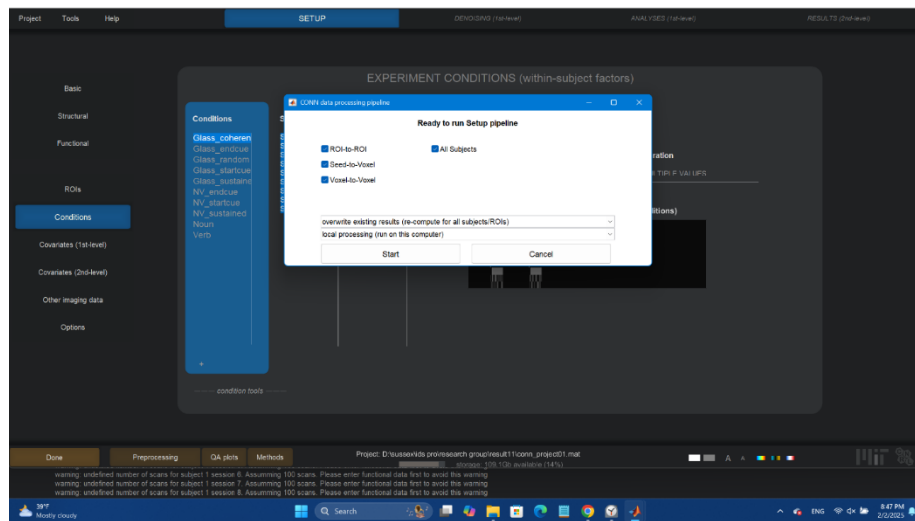 Project Tools Help SETUP DENOISING (1st-level) ANALYSES (1st-level) RESULTS (2nd-level)
EXPERIMENT CONDITIONS (within-subject factors)
Basic
Structural
Functional
ROIs
Conditions
Covariates (1st-level)
Covariates (2nd-level)
Other imaging data
Options
Conditions
Glass_coheren
Glass_endcue
Glass_random
Glass_startcue
Glass_sustaine
NV_endcue
NV_startcue
NV_sustained
Noun
Verb
+
condition tools
CONN data processing pipeline
Ready to run Setup pipeline
ROI-to-ROI All Subjects
Seed-to-Voxel
Voxel-to-Voxel
overwrite existing results (re-compute for all subjects/ROIs)
local processing (run on this computer)
Start Cancel
ration
TIPLE VALUES
itions)
Done Preprocessing QA plots Methods
Project: D:\sussex\ids pro\research group\result11\conn_project01.mat
storage: 109.1Gb available (14%)
A A
warning: undefined number of scans for subject 1 session 6. Assumming 100 scans. Please enter functional data first to avoid this warning
warning: undefined number of scans for subject 1 session 7. Assumming 100 scans. Please enter functional data first to avoid this warning
warning: undefined number of scans for subject 1 session 8. Assumming 100 scans. Please enter functional data first to avoid this warning
39°F
Mostly cloudy
Search
ENG
8:47 PM
2/2/2025